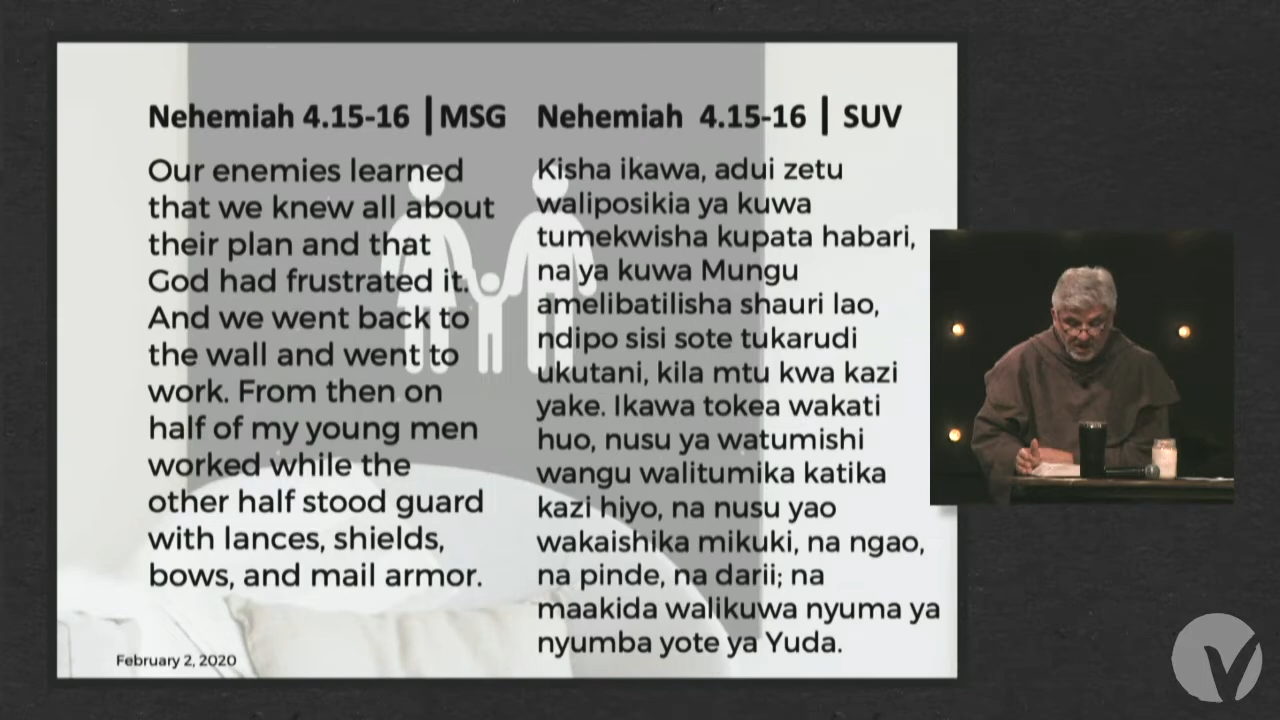 Nehemiah 4.15-16 | MSG
Our enemies learned
that we knew all about
their plan and that
God had frustrated it.
And we went back to
the wall and went to
work. From then on
half of my young men
worked while the
other half stood guard
with lances, shields,
bows, and mail armor.
Nehemiah 4.15-16 | SUV
Kisha ikawa, adui zetu
waliposikia ya kuwa
tumekwisha kupata habari,
na ya kuwa Mungu
amelibatilisha shauri lao,
ndipo sisi sote tukarudi
ukutani, kila mtu kwa kazi
yake. Ikawa tokea wakati
huo, nusu ya watumishi
wangu walitumika katika
kazi hiyo, na nusu yao
wakaishika mikuki, na ngao,
na pinde, na darii; na
maakida walikuwa nyuma ya
nyumba yote ya Yuda.
February 2, 2020